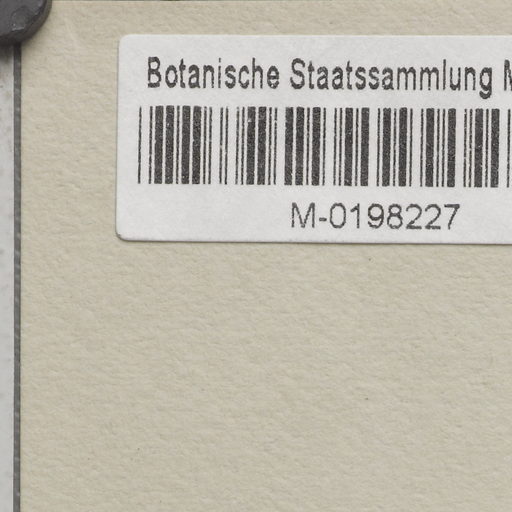 Botanische Staatssammlung
M-0198227